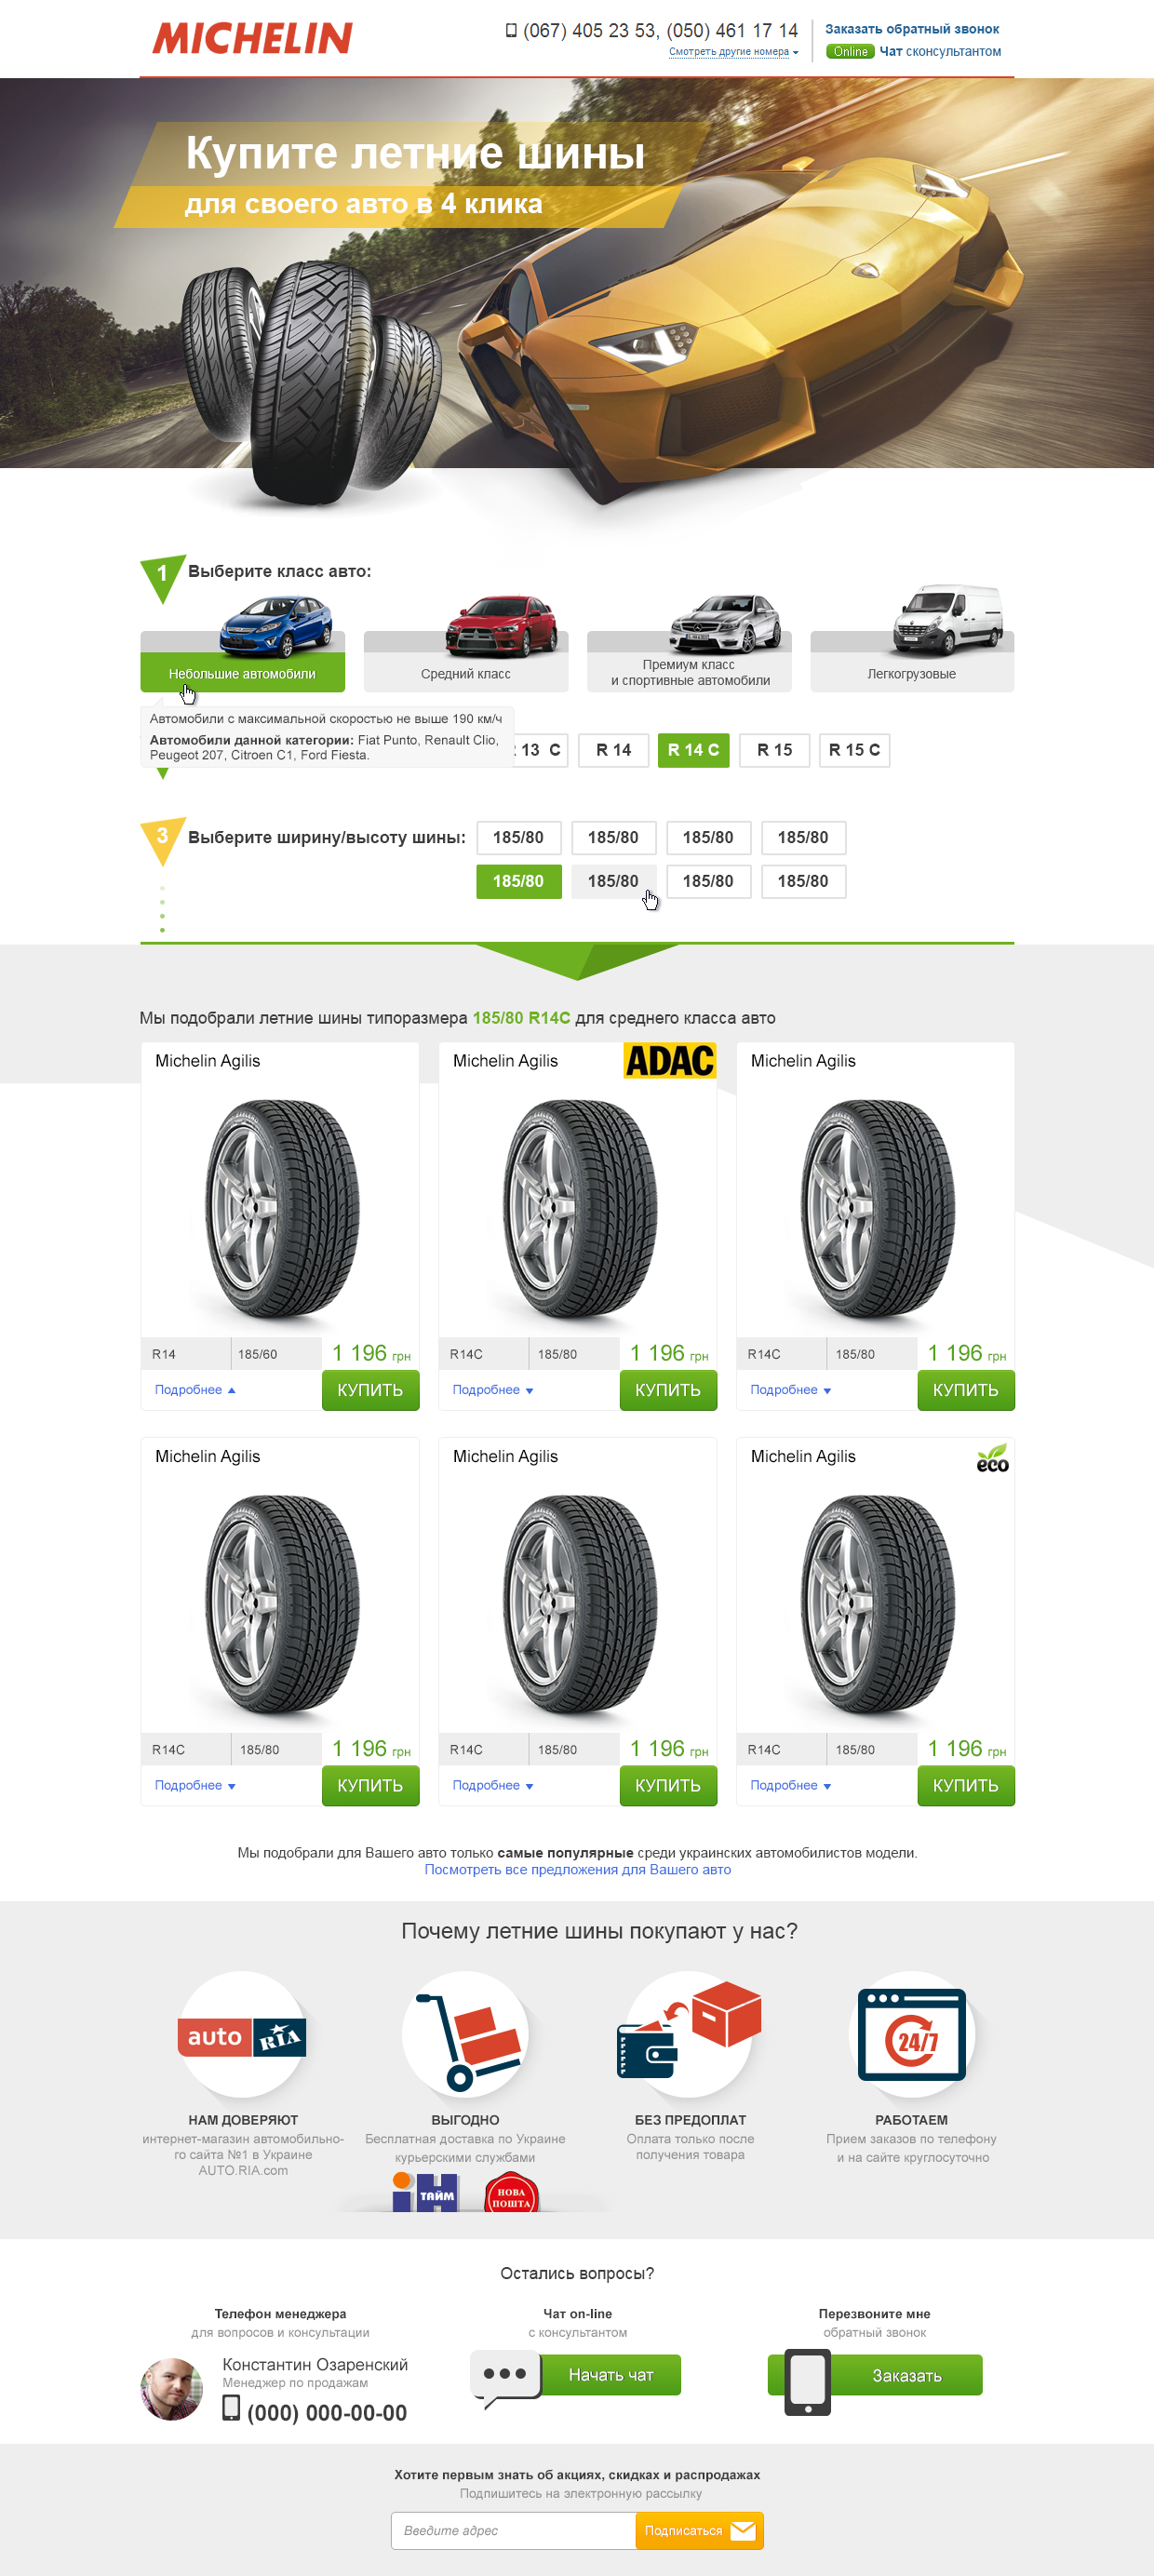 MICHELIN
(067) 405 23 53, (050) 461 17 14
Смотреть другие номера
Заказать обратный звонок
Online Чат сконсультантом
Купите летние шины
для своего авто в 4 клика
1 Выберите класс авто:
Небольшие автомобили
Средний класс
Премиум класс
и спортивные автомобили
Легкогрузовые
Автомобили с максимальной скоростью не выше 190 км/ч
Автомобили данной категории: Fiat Punto, Renault Clio,
Peugeot 207, Citroen C1, Ford Fiesta.
13 C R 14 R 14 C R 15 R 15 C
3 Выберите ширину/высоту шины:
185/80 185/80 185/80 185/80
185/80 185/80 185/80 185/80
Мы подобрали летние шины типоразмера 185/80 R14C для среднего класса авто
Michelin Agilis
R14 185/60 1 196 грн
Подробнее КУПИТЬ
Michelin Agilis ADAC
R14C 185/80 1 196 грн
Подробнее КУПИТЬ
Michelin Agilis
R14C 185/80 1 196 грн
Подробнее КУПИТЬ
Michelin Agilis
R14C 185/80 1 196 грн
Подробнее КУПИТЬ
Michelin Agilis
R14C 185/80 1 196 грн
Подробнее КУПИТЬ
Michelin Agilis eco
R14C 185/80 1 196 грн
Подробнее КУПИТЬ
Мы подобрали для Вашего авто только самые популярные среди украинских автомобилистов модели.
Посмотреть все предложения для Вашего авто
Почему летние шины покупают у нас?
auto RIA
НАМ ДОВЕРЯЮТ
интернет-магазин автомобильно-
го сайта №1 в Украине
AUTO.RIA.com
ВЫГОДНО
Бесплатная доставка по Украине
курьерскими службами
іН ТАЙМ
НОВА
ПОШТА
БЕЗ ПРЕДОПЛАТ
Оплата только после
получения товара
24/7
РАБОТАЕМ
Прием заказов по телефону
и на сайте круглосуточно
Остались вопросы?
Телефон менеджера
для вопросов и консультации
Константин Озаренский
Менеджер по продажам
(000) 000-00-00
Чат on-line
с консультантом
Начать чат
Перезвоните мне
обратный звонок
Заказать
Хотите первым знать об акциях, скидках и распродажах
Подпишитесь на электронную рассылку
Введите адрес
Подписаться